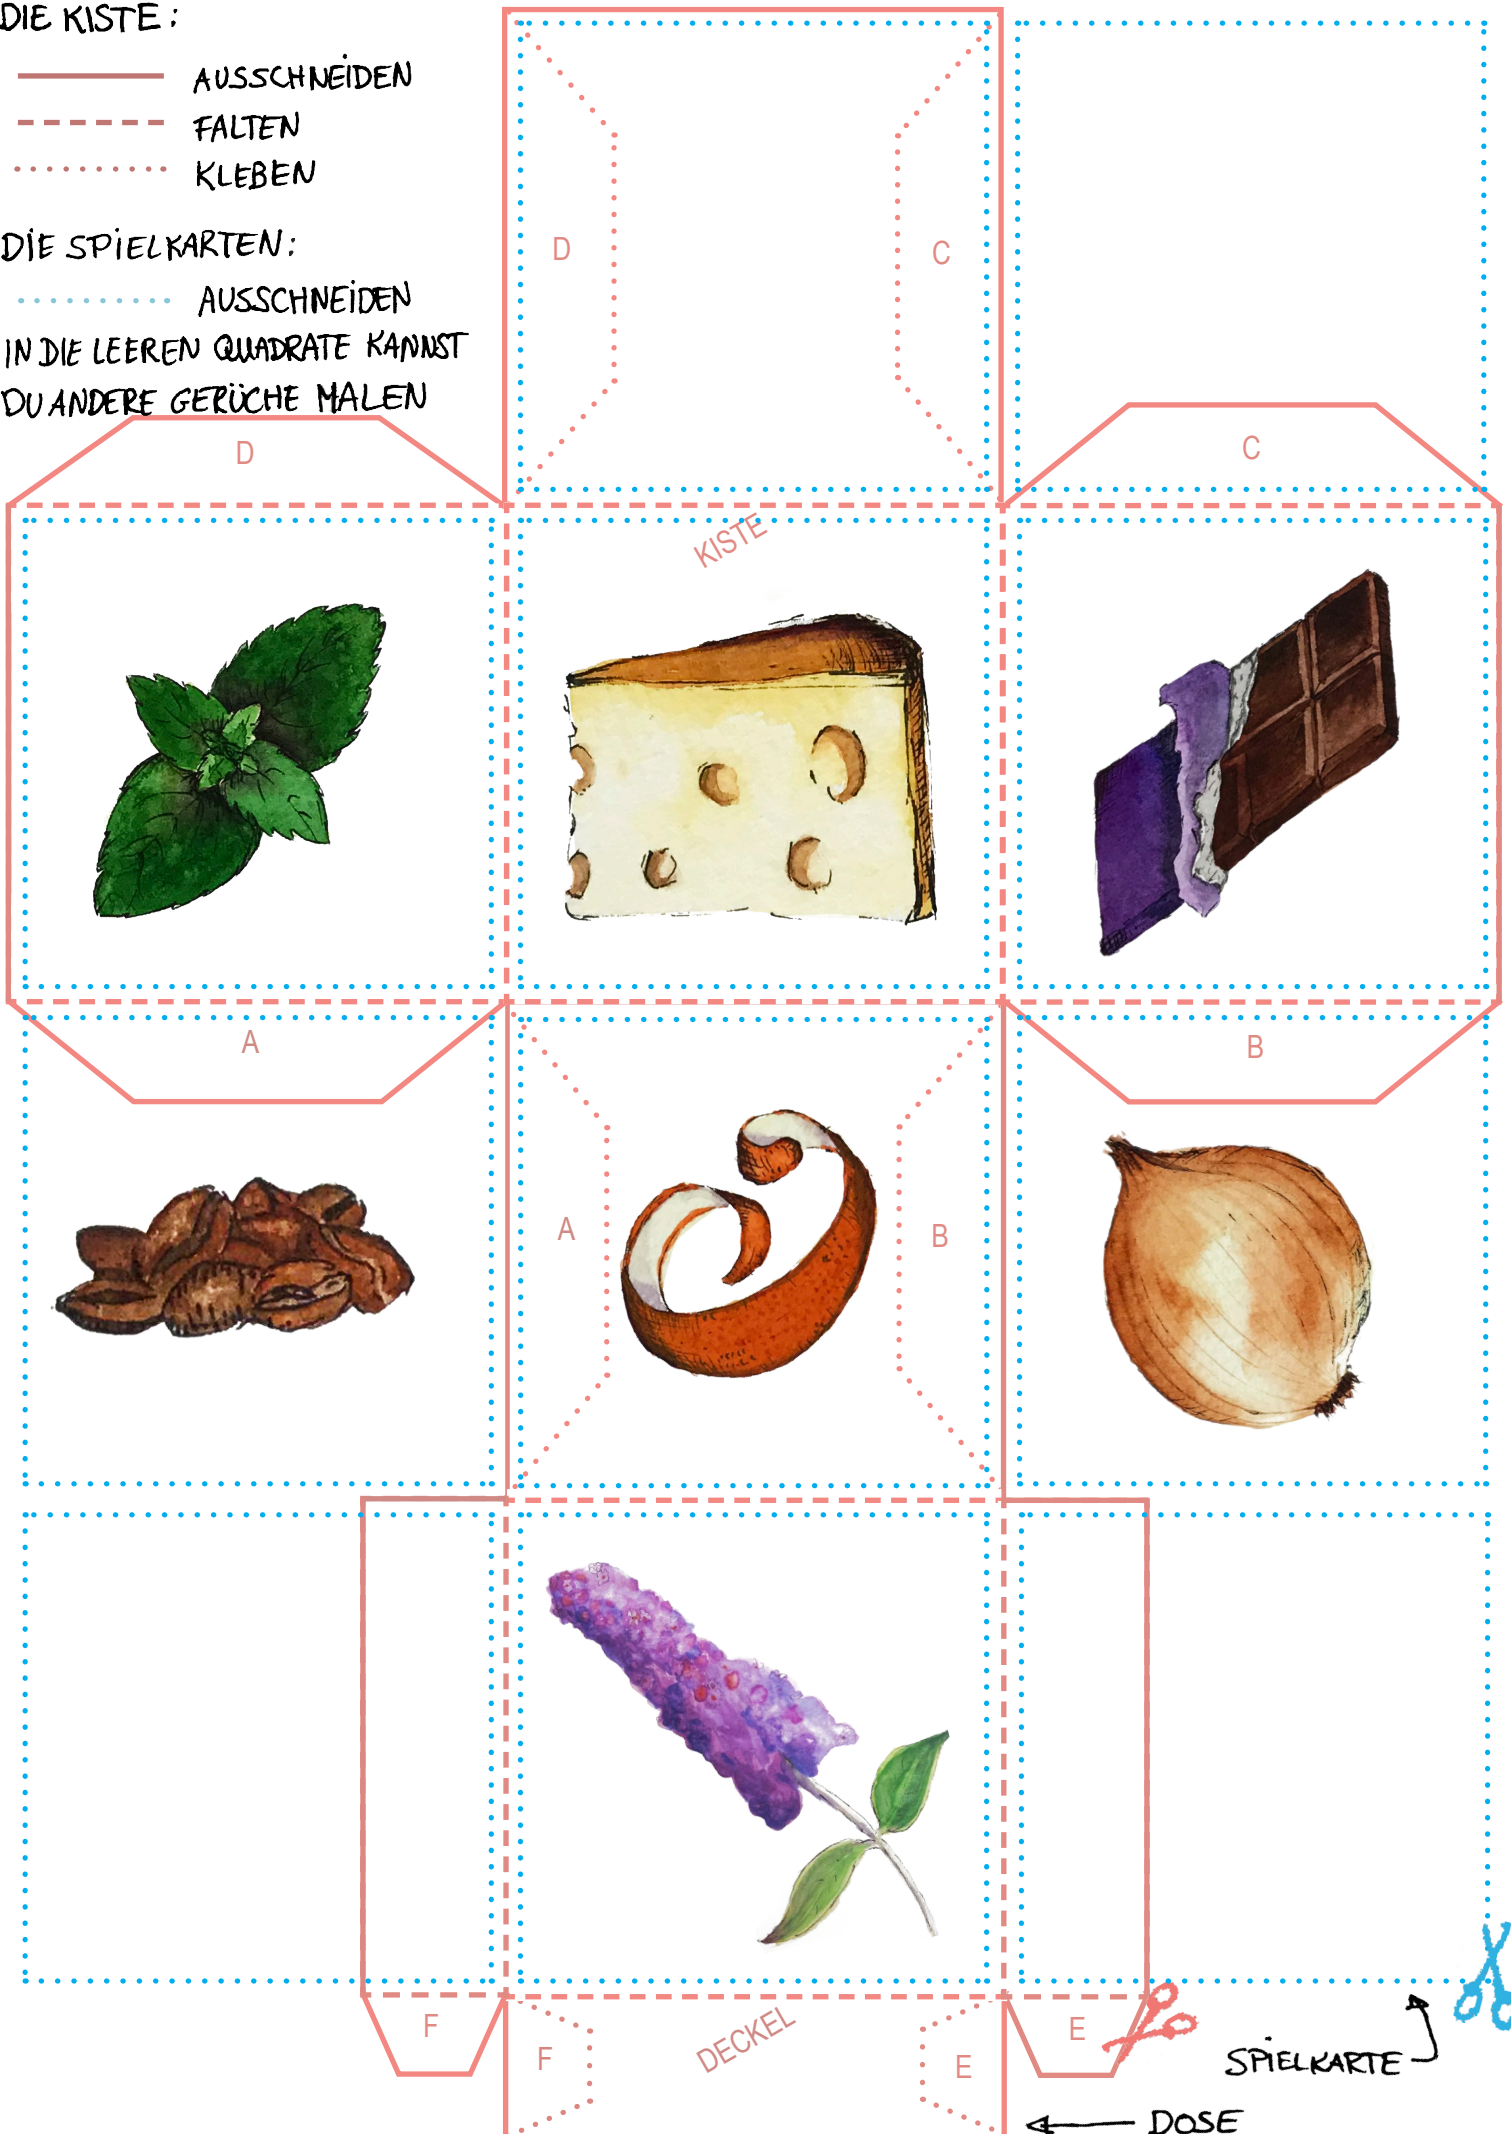 DIE KISTE:
AUSSCHNEIDEN
FALTEN
KLEBEN
DIE SPIELKARTEN:
AUSSCHNEIDEN
IN DIE LEEREN QUADRATE KANNST
DU ANDERE GERÜCHE MALEN
D
C
D
C
KISTE
A
B
A
B
F
E
F
DECKEL
E
SPIELKARTE
DOSE